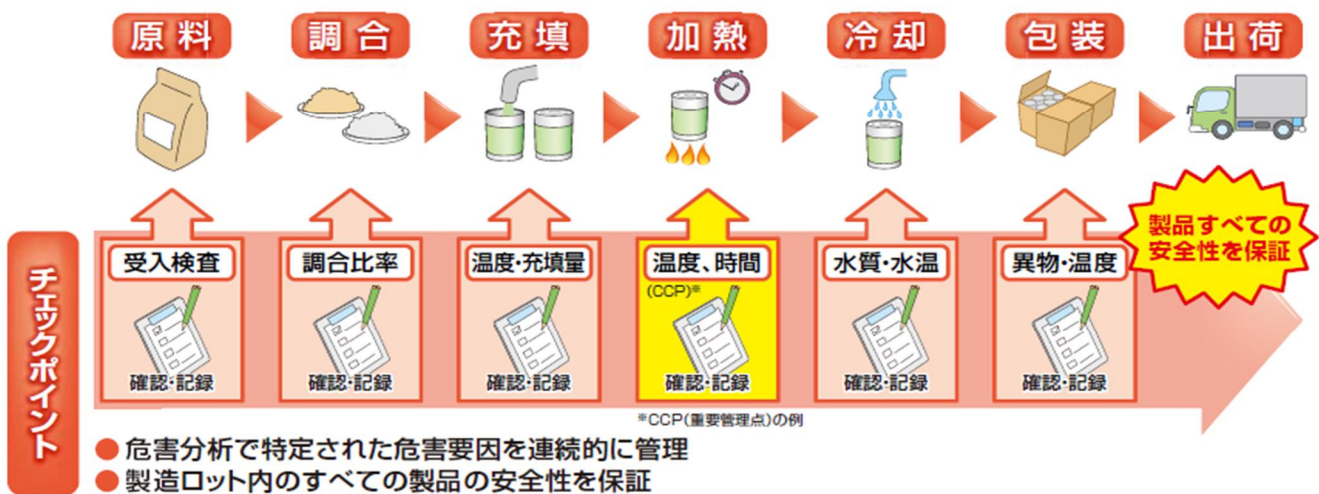 原料
調合
充填
加熱
冷却
包装
出荷
チェックポイント
受入検査
確認・記録
調合比率
確認・記録
温度・充填量
確認・記録
温度、時間
(CCP)※
確認・記録
水質・水温
確認・記録
異物・温度
確認・記録
製品すべての
安全性を保証
※CCP(重要管理点)の例
● 危害分析で特定された危害要因を連続的に管理
● 製造ロット内のすべての製品の安全性を保証